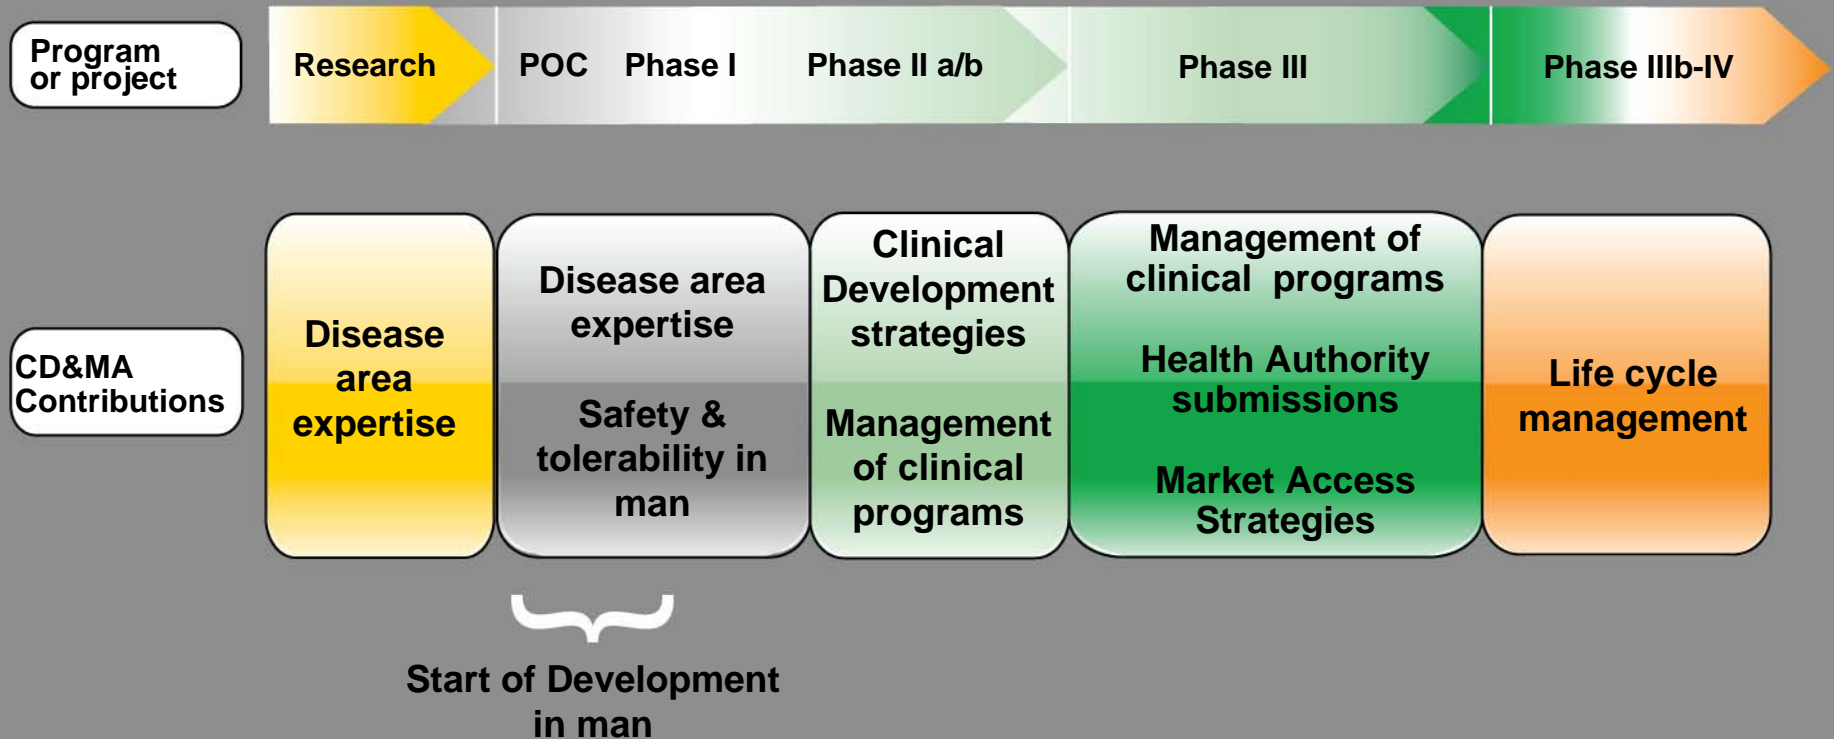 Program
or project
Research
POC
Phase I
Phase II a/b
Phase III
Phase IIIb-IV
CD&MA
Contributions
Disease
area
expertise
Disease area
expertise
Safety &
tolerability in
man
Clinical
Development
strategies
Management
of clinical
programs
Management of
clinical programs
Health Authority
submissions
Market Access
Strategies
Life cycle
management
Start of Development
in man